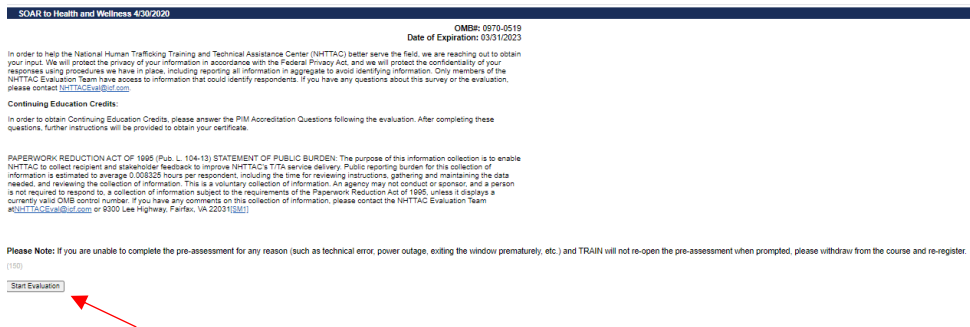 SOAR to Health and Wellness 4/30/2020
OMB#: 0970-0519
Date of Expiration: 03/31/2023
In order to help the National Human Trafficking Training and Technical Assistance Center (NHTTAC) better serve the field, we are reaching out to obtain
your input. We will protect the privacy of your information in accordance with the Federal Privacy Act, and we will protect the confidentiality of your
responses using procedures we have in place, including reporting all information in aggregate to avoid identifying information. Only members of the
NHTTAC Evaluation Team have access to information that could identify respondents. If you have any questions about this survey or the evaluation,
please contact NHTTACEval@icf.com.
Continuing Education Credits:
In order to obtain Continuing Education Credits, please answer the PIM Accreditation Questions following the evaluation. After completing these
questions, further instructions will be provided to obtain your certificate.
PAPERWORK REDUCTION ACT OF 1995 (Pub. L. 104-13) STATEMENT OF PUBLIC BURDEN: The purpose of this information collection is to enable
NHTTAC to collect recipient and stakeholder feedback to improve NHTTAC's T/TA service delivery. Public reporting burden for this collection of
information is estimated to average 0.008325 hours per respondent, including the time for reviewing instructions, gathering and maintaining the data
needed, and reviewing the collection of information. This is a voluntary collection of information. An agency may not conduct or sponsor, and a person
is not required to respond to, a collection of information subject to the requirements of the Paperwork Reduction Act of 1995, unless it displays a
currently valid OMB control number. If you have any comments on this collection of information, please contact the NHTTAC Evaluation Team
atNHTTACEval@icf.com or 9300 Lee Highway, Fairfax, VA 22031[SM1]
Please Note: If you are unable to complete the pre-assessment for any reason (such as technical error, power outage, exiting the window prematurely, etc.) and TRAIN will not re-open the pre-assessment when prompted, please withdraw from the course and re-register.
(150)
Start Evaluation